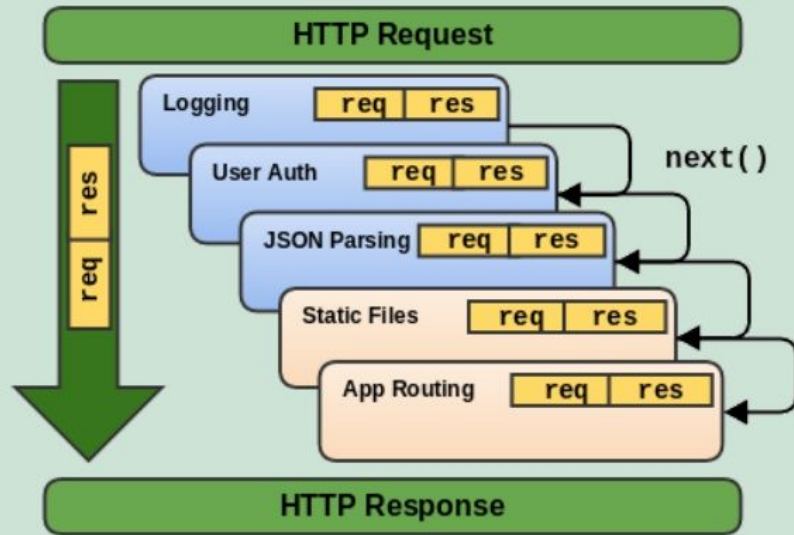 HTTP Request
Logging req res
next()
User Auth req res
JSON Parsing req res
Static Files req res
App Routing req res
req res
HTTP Response